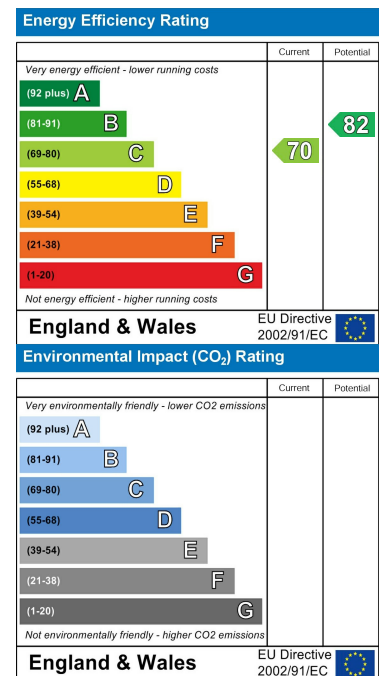 Energy Efficiency Rating
Current Potential
Very energy efficient - lower running costs
(92 plus) A
(81-91) B
82
(69-80) C
70
(55-68) D
(39-54) E
(21-38) F
(1-20) G
Not energy efficient - higher running costs
England & Wales
EU Directive
2002/91/EC
Environmental Impact (CO₂) Rating
Current Potential
Very environmentally friendly - lower CO2 emissions
(92 plus) A
(81-91) B
(69-80) C
(55-68) D
(39-54) E
(21-38) F
(1-20) G
Not environmentally friendly - higher CO2 emissions
England & Wales
EU Directive
2002/91/EC